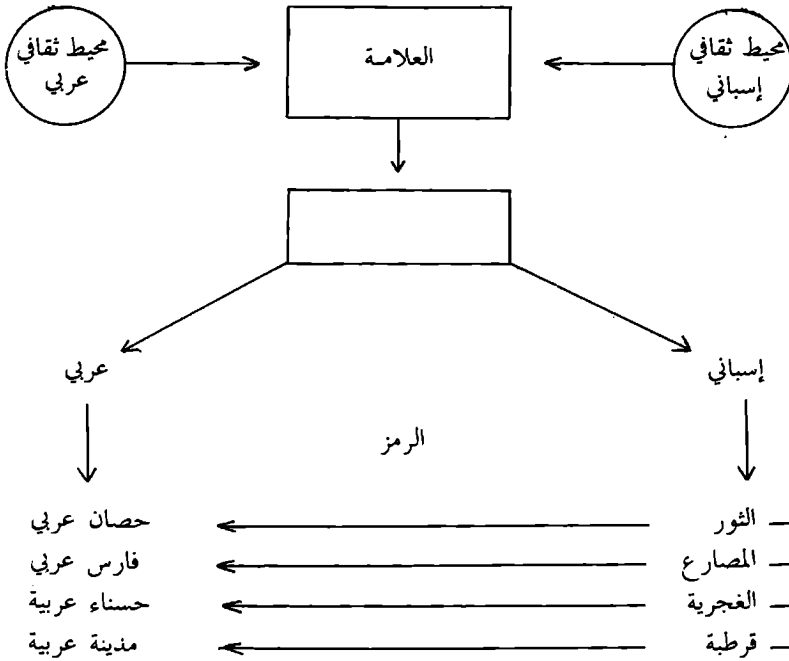 محيط ثقافي
إسباني
العلامة
محيط ثقافي
عربي
إسباني
عربي
الرمز
— الثور
حصان عربي
— المصارع
فارس عربي
— الغجرية
حسناء عربية
— قرطبة
مدينة عربية